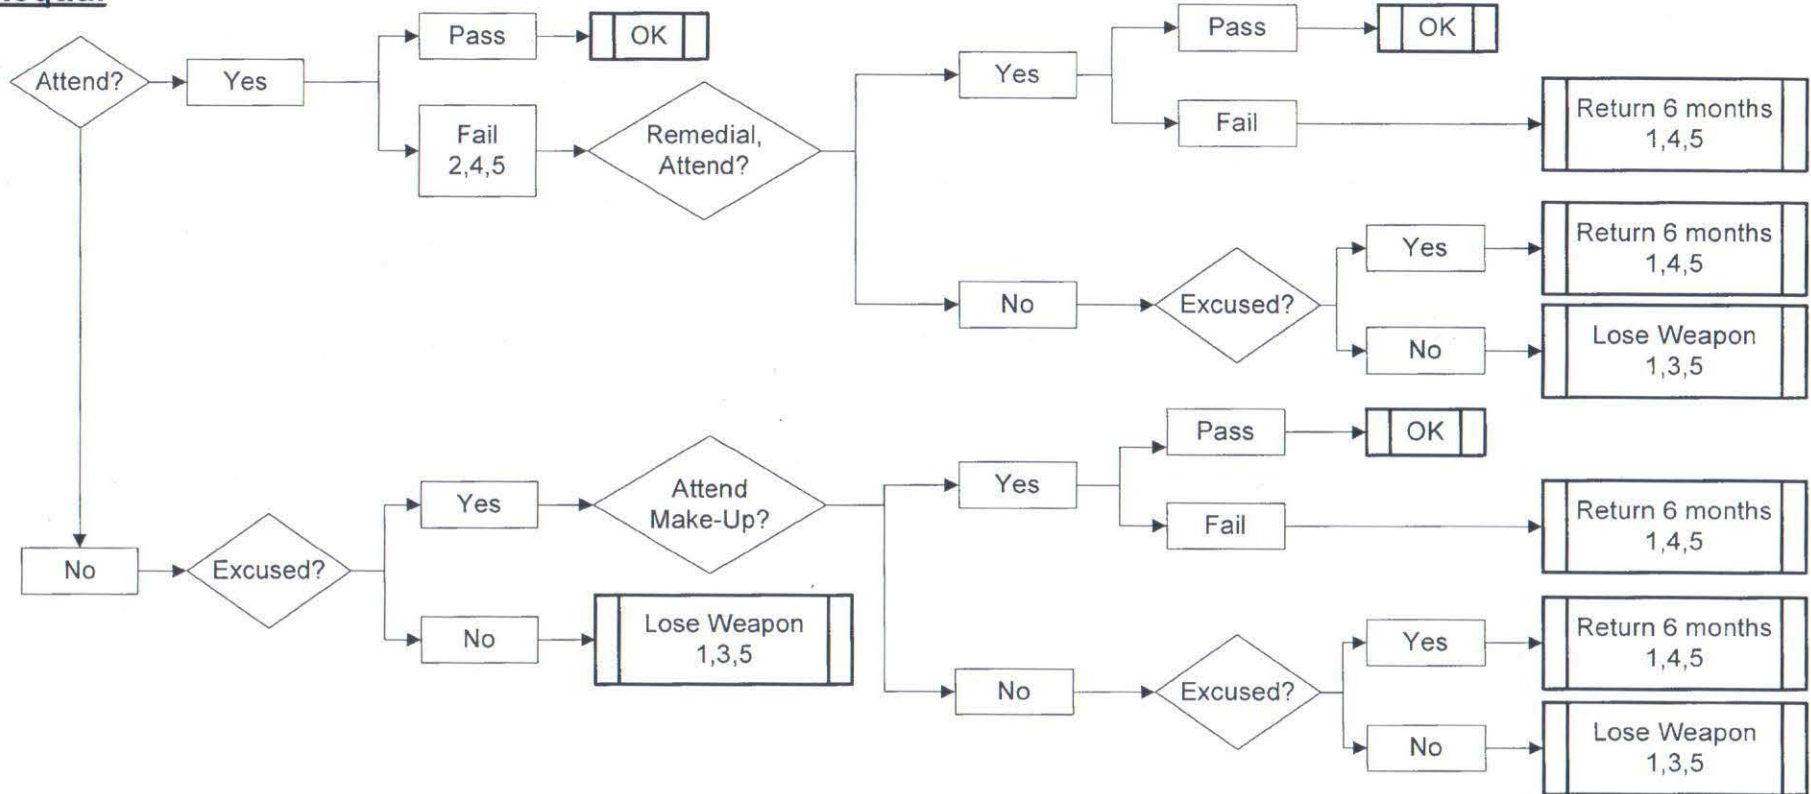 Attend?
Yes
Pass
OK
Fail
2,4,5
Remedial,
Attend?
Yes
Pass
OK
Fail
Return 6 months
1,4,5
No
Excused?
Yes
Return 6 months
1,4,5
No
Lose Weapon
1,3,5
No
Excused?
Yes
Attend
Make-Up?
Yes
Pass
OK
Fail
Return 6 months
1,4,5
No
Lose Weapon
1,3,5
No
Excused?
Yes
Return 6 months
1,4,5
No
Lose Weapon
1,3,5